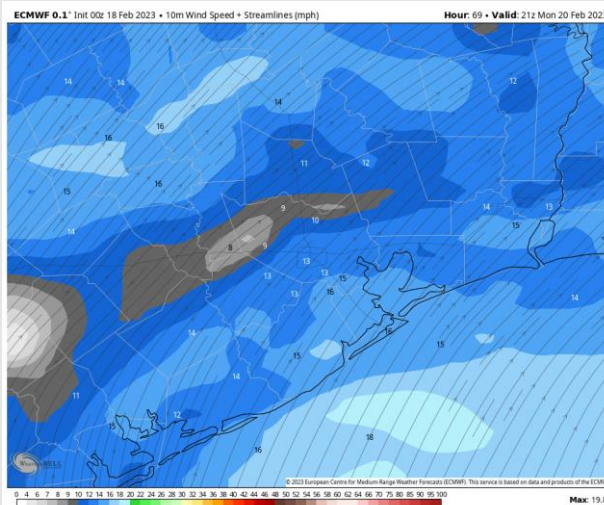 ECMWF 0.1° Init 00z 18 Feb 2023 • 10m Wind Speed + Streamlines (mph) Hour: 69 • Valid: 21z Mon 20 Feb 2023
14 14 12
14
16
16
11 12
15 16
9 14 13
10 15
14
8 9
13
13 13 15
13 16 14
14 16
15
15
14
11
12
15
18
16
WeatherBELL
© 2023 European Centre for Medium-Range Weather Forecasts (ECMWF). This service is based on data and products of the ECM
0 4 6 7 8 9 10 12 14 16 18 20 22 24 26 28 30 32 34 36 38 40 42 44 46 48 50 52 54 56 58 60 62 64 66 70 75 80 85 90 95 100
Max: 19.8